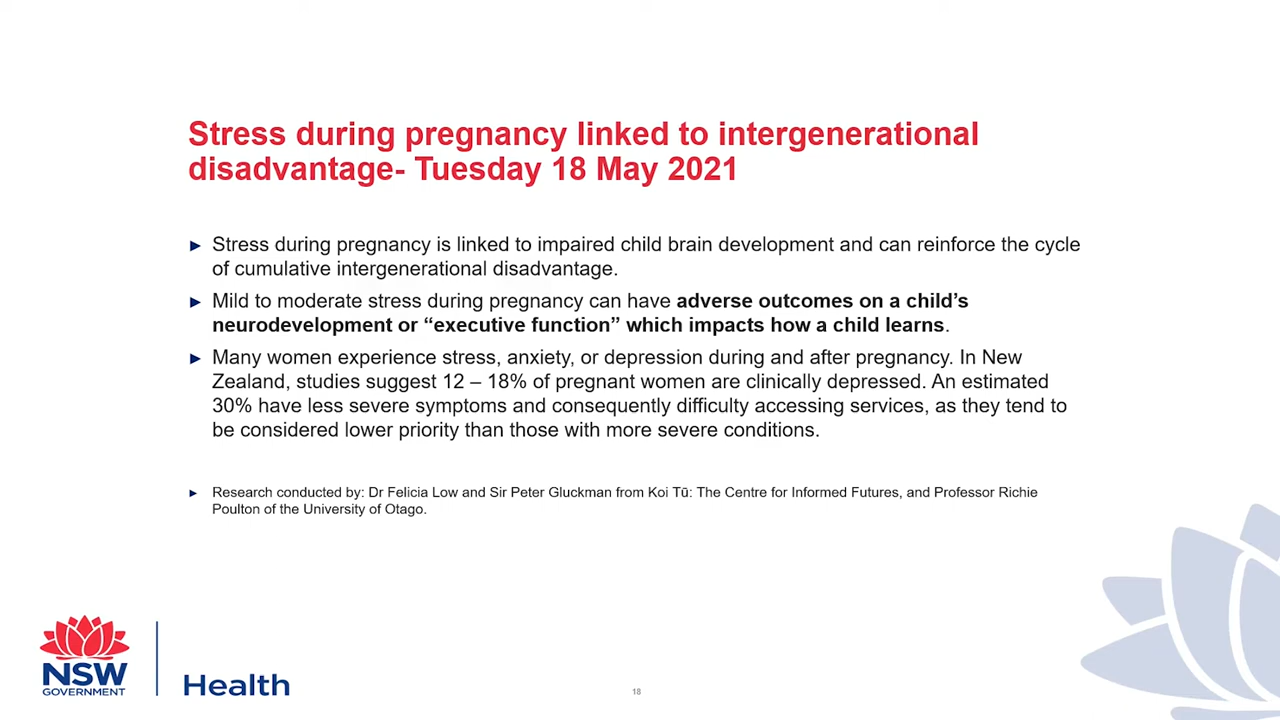 Stress during pregnancy linked to intergenerational
disadvantage- Tuesday 18 May 2021
► Stress during pregnancy is linked to impaired child brain development and can reinforce the cycle
of cumulative intergenerational disadvantage.
► Mild to moderate stress during pregnancy can have adverse outcomes on a child’s
neurodevelopment or “executive function” which impacts how a child learns.
► Many women experience stress, anxiety, or depression during and after pregnancy. In New
Zealand, studies suggest 12 – 18% of pregnant women are clinically depressed. An estimated
30% have less severe symptoms and consequently difficulty accessing services, as they tend to
be considered lower priority than those with more severe conditions.
► Research conducted by: Dr Felicia Low and Sir Peter Gluckman from Koi Tū: The Centre for Informed Futures, and Professor Richie
Poulton of the University of Otago.
NSW
GOVERNMENT
Health
18